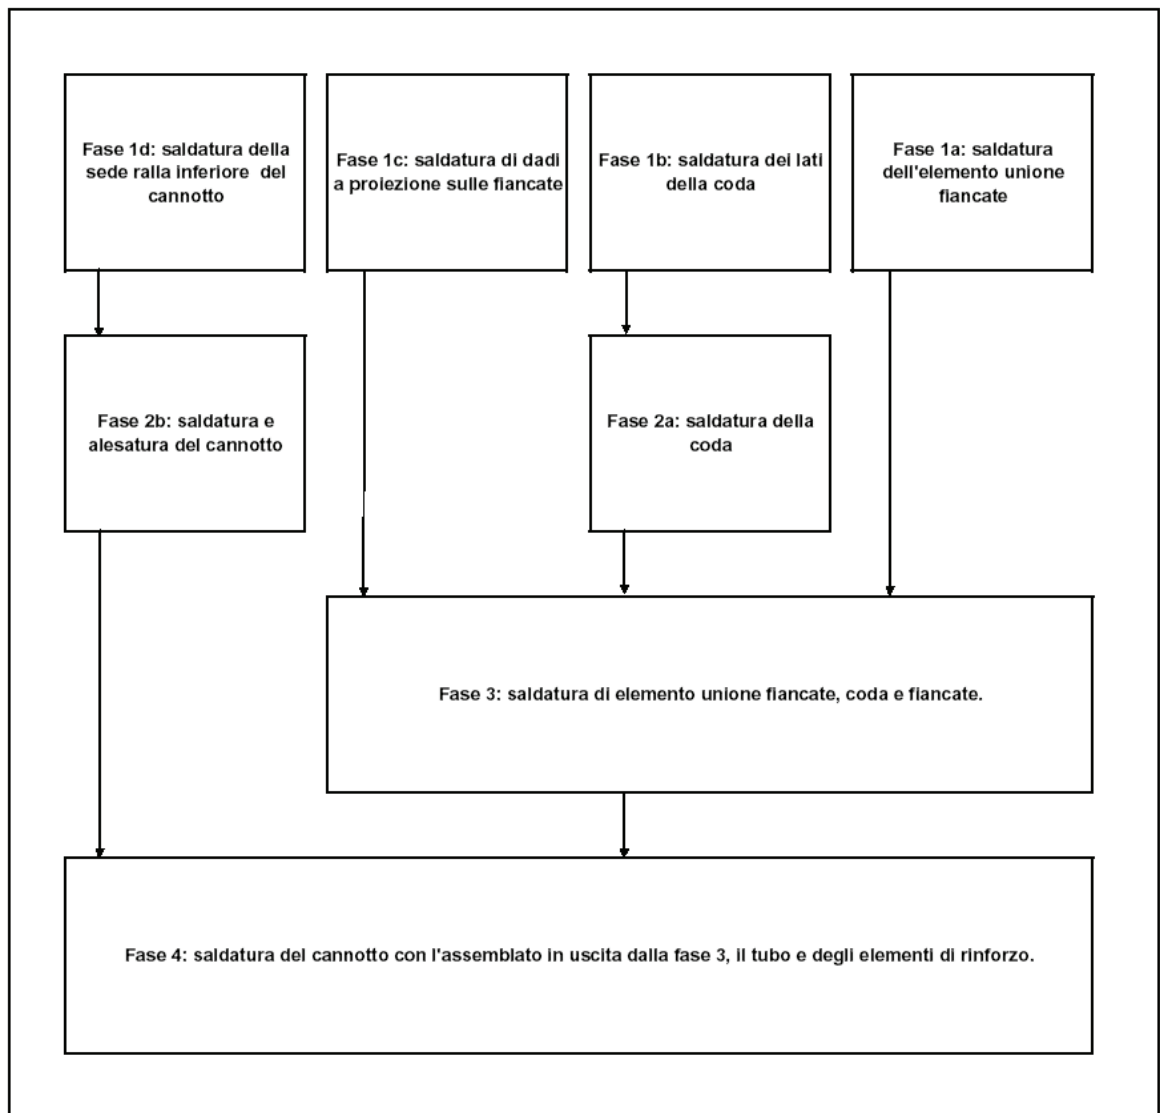 Fase 1d: saldatura della
sede ralla inferiore  del
cannotto
Fase 1c: saldatura di dadi
a proiezione sulle fiancate
Fase 1b: saldatura dei lati
della coda
Fase 1a: saldatura
dell'elemento unione
fiancate
Fase 2b: saldatura e
alesatura del cannotto
Fase 2a: saldatura della
coda
Fase 3: saldatura di elemento unione fiancate, coda e fiancate.
Fase 4: saldatura del cannotto con l'assemblato in uscita dalla fase 3, il tubo e degli elementi di rinforzo.